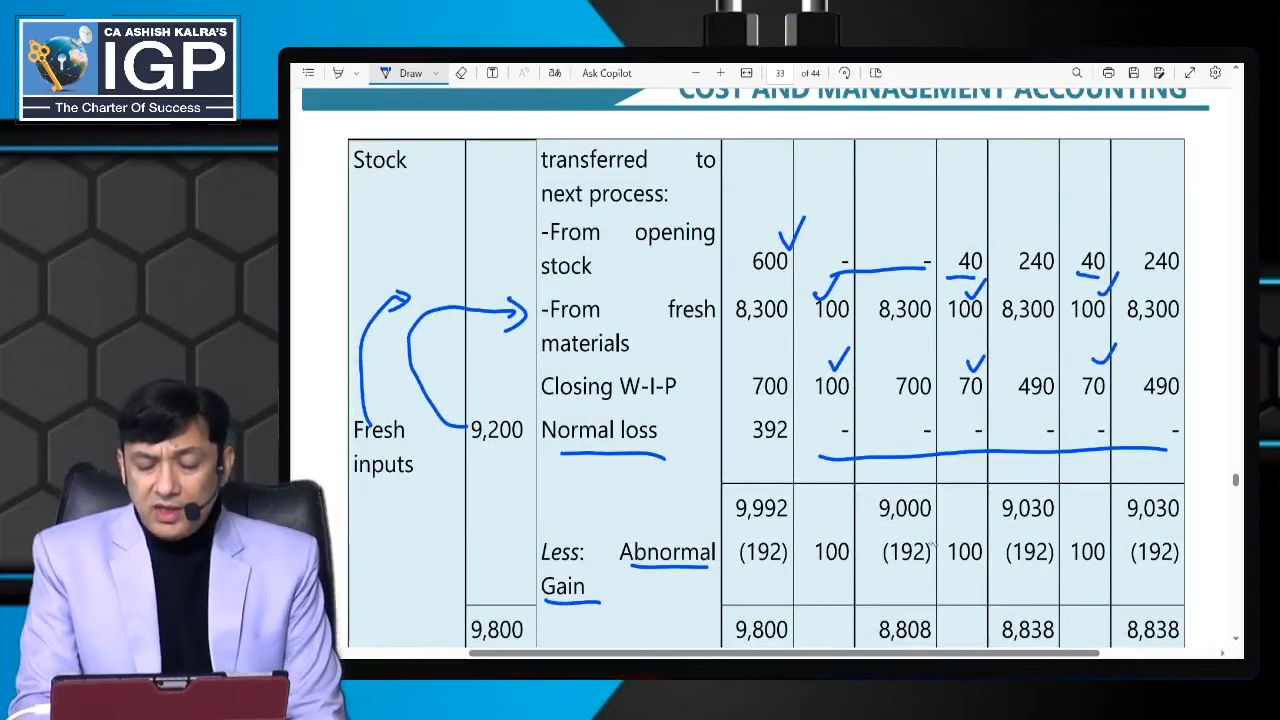 CA ASHISH KALRA'S
IGP
The Charter Of Success
Draw
Ask Copilot
33 of 44
COST AND MANAGEMENT ACCOUNTING
Stock transferred to
next process:
-From opening
stock 600 - - 40 240 40 240
-From fresh 8,300 100 8,300 100 8,300 100 8,300
materials
Closing W-I-P 700 100 700 70 490 70 490
Fresh 9,200 Normal loss 392 - - - - - -
inputs
9,992 9,000 9,030 9,030
Less: Abnormal (192) 100 (192) 100 (192) 100 (192)
Gain
9,800 9,800 8,808 8,838 8,838